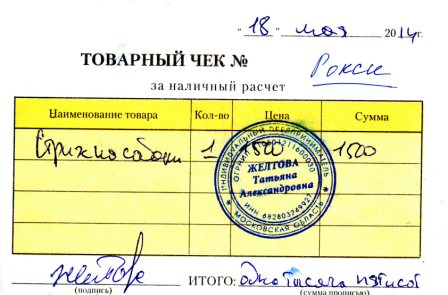 "18" мая 2014г.
ТОВАРНЫЙ ЧЕК №
Рокси
за наличный расчет
Наименование товара Кол-во Цена Сумма
Стрижка собаки 1 1500 1500
ИНДИВИДУАЛЬНЫЙ ПРЕДПРИНИМАТЕЛЬ
ЖЕЛТОВА
Татьяна
Александровна
МОСКОВСКАЯ ОБЛАСТЬ
ИТОГО: одна тысяча пятьсот
(подпись) (сумма прописью)